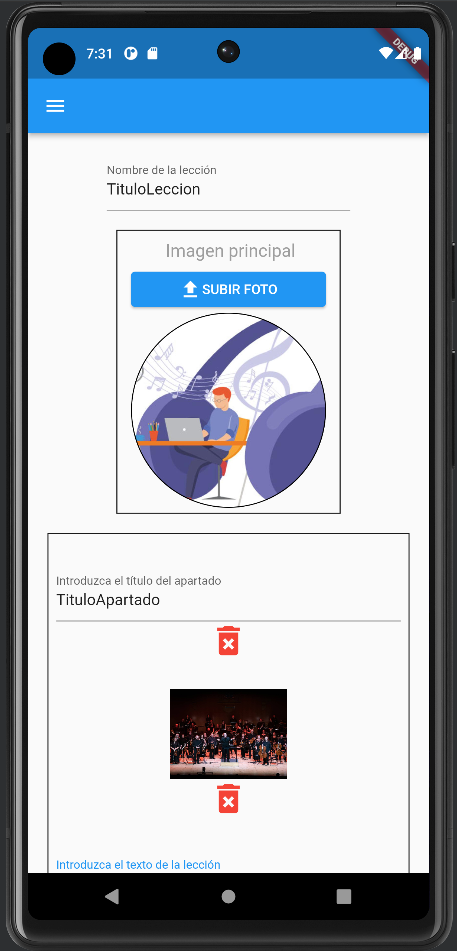 7:31
DEBUG
Nombre de la lección
TituloLeccion
Imagen principal
SUBIR FOTO
Introduzca el título del apartado
TituloApartado
Introduzca el texto de la lección